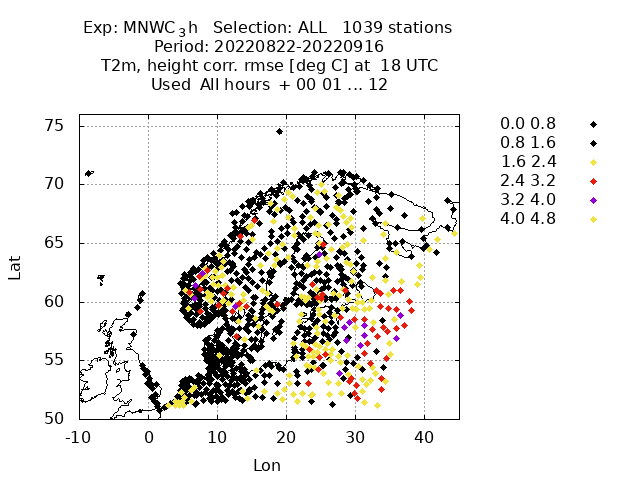 Exp: MNWC_3h   Selection: ALL   1039 stations
Period: 20220822-20220916
T2m, height corr. rmse [deg C] at  18 UTC
Used  All hours  + 00 01 ... 12
0.0 0.8
0.8 1.6
1.6 2.4
2.4 3.2
3.2 4.0
4.0 4.8
75
70
65
60
55
50
Lat
-10 0 10 20 30 40
Lon